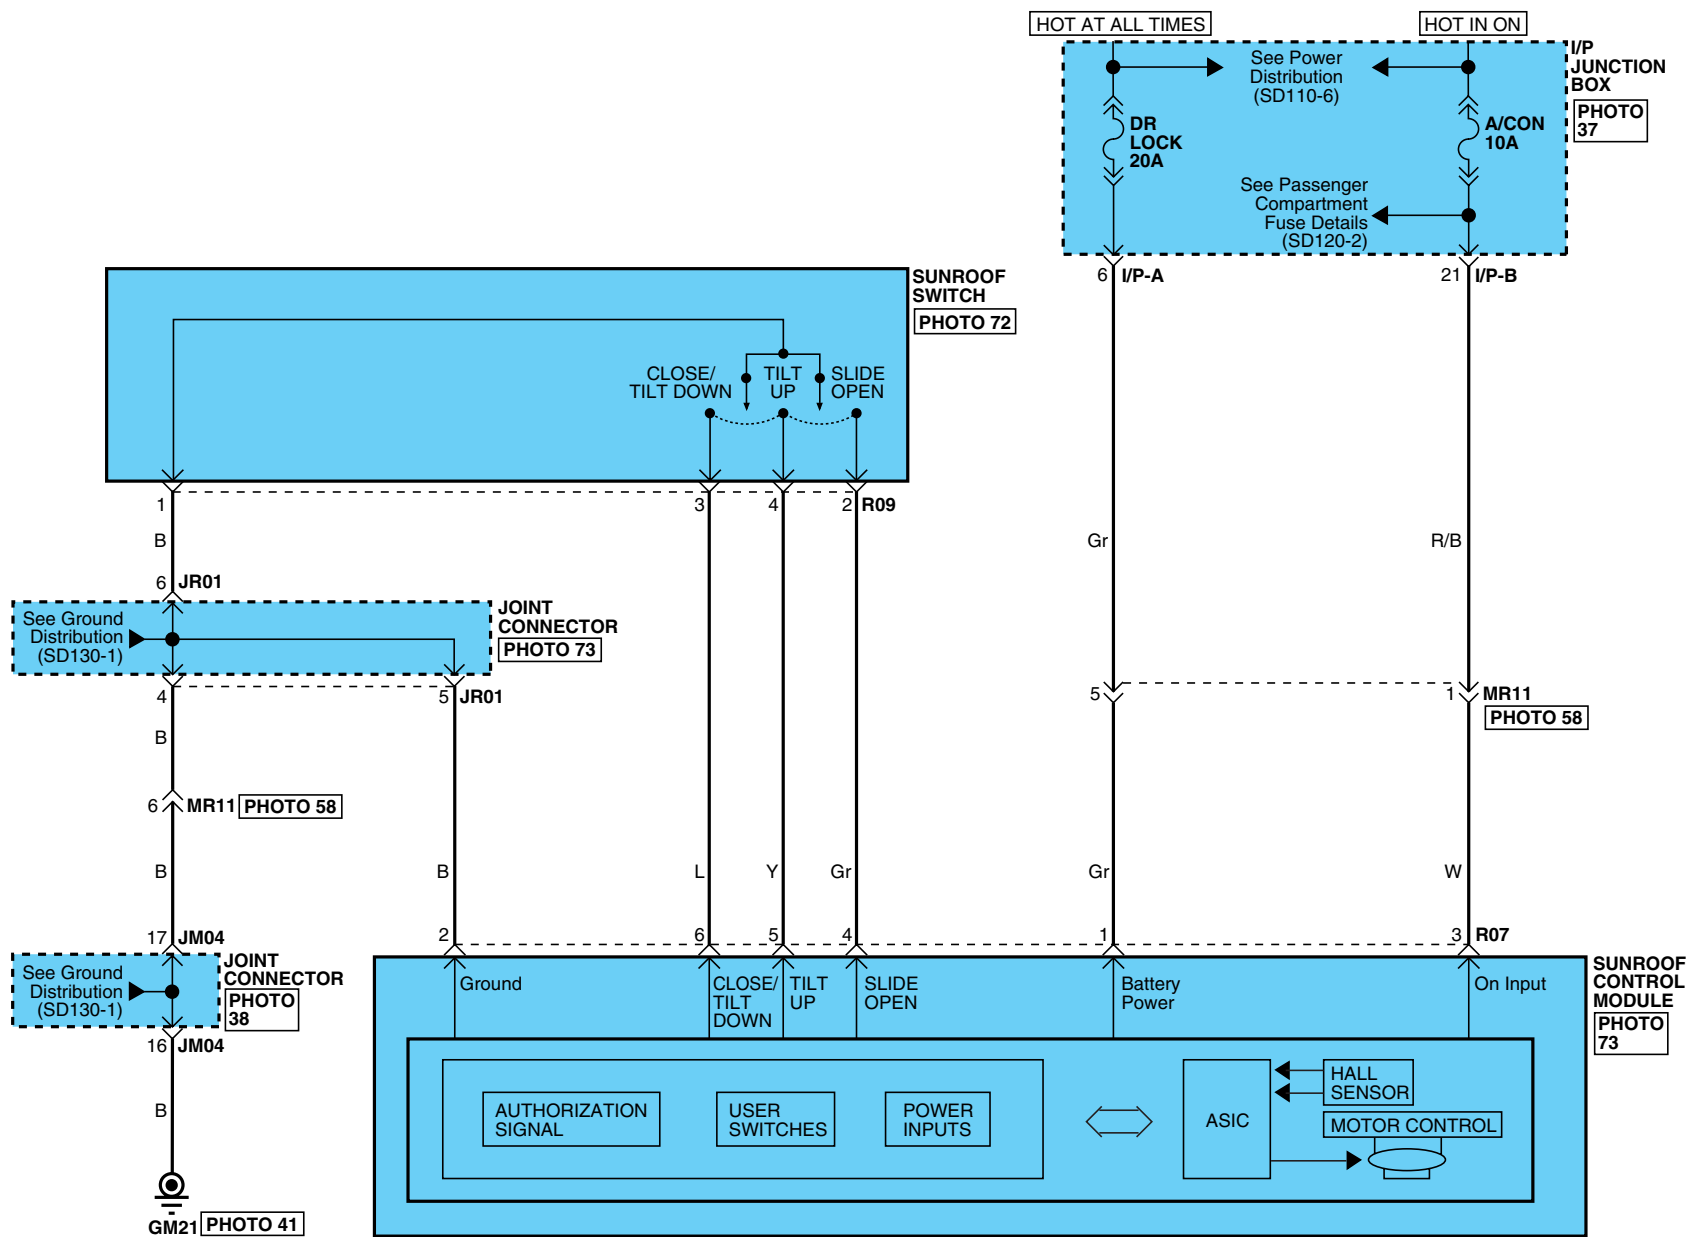 HOT AT ALL TIMES
HOT IN ON
See Power
Distribution
(SD110-6)
I/P
JUNCTION
BOX
PHOTO
37
DR
LOCK
20A
A/CON
10A
See Passenger
Compartment
Fuse Details
(SD120-2)
6 I/P-A
21 I/P-B
SUNROOF
SWITCH
PHOTO 72
CLOSE/
TILT DOWN
TILT
UP
SLIDE
OPEN
1
3
4
2 R09
B
Gr
R/B
6 JR01
See Ground
Distribution
(SD130-1)
JOINT
CONNECTOR
PHOTO 73
4
5 JR01
5
1 MR11
PHOTO 58
B
6 MR11 PHOTO 58
B
B
L
Y
Gr
Gr
W
17 JM04
2
6
5
4
1
3 R07
See Ground
Distribution
(SD130-1)
JOINT
CONNECTOR
PHOTO
38
16 JM04
B
GM21 PHOTO 41
SUNROOF
CONTROL
MODULE
PHOTO
73
Ground
CLOSE/
TILT
DOWN
TILT
UP
SLIDE
OPEN
Battery
Power
On Input
AUTHORIZATION
SIGNAL
USER
SWITCHES
POWER
INPUTS
ASIC
HALL
SENSOR
MOTOR CONTROL